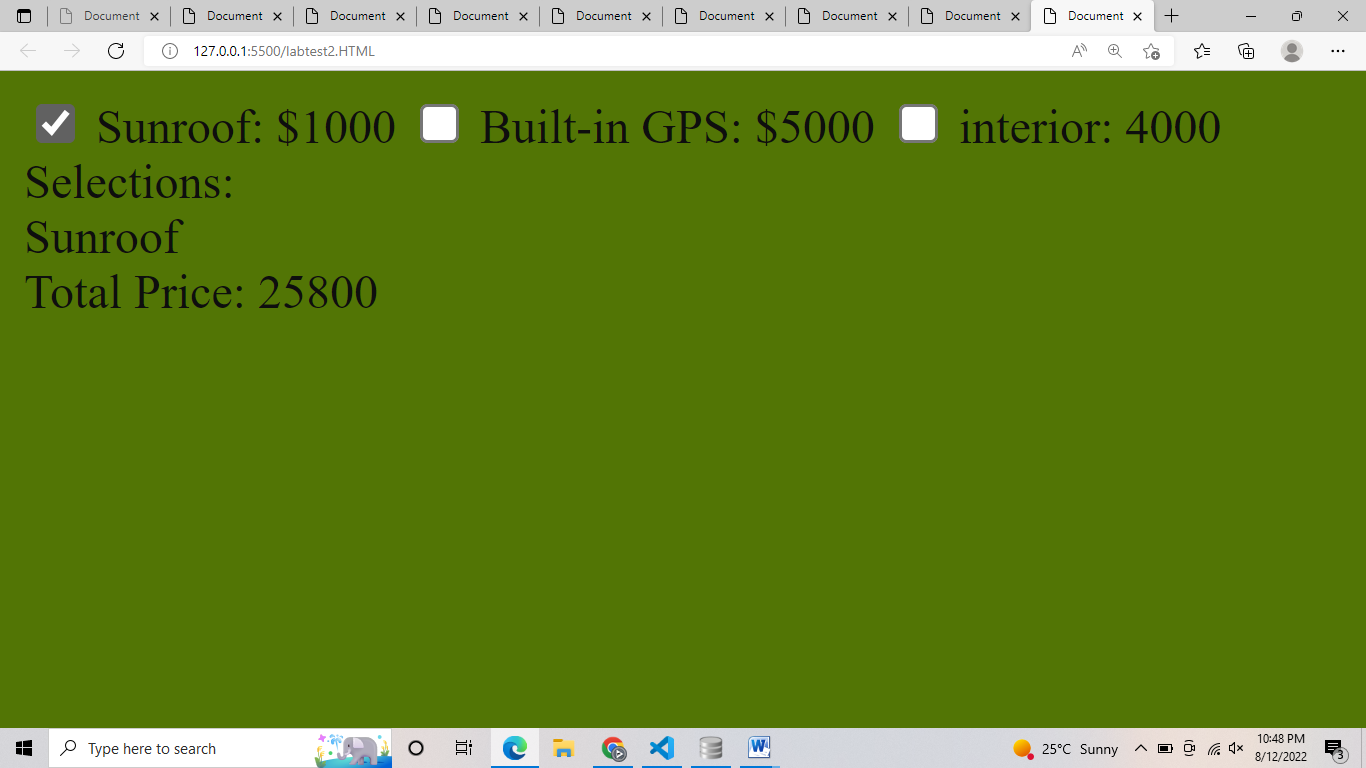 Document Document Document Document Document Document Document Document Document
127.0.0.1:5500/labtest2.HTML
Sunroof: $1000 Built-in GPS: $5000 interior: 4000
Selections:
Sunroof
Total Price: 25800
Type here to search 25°C Sunny 10:48 PM
8/12/2022 3